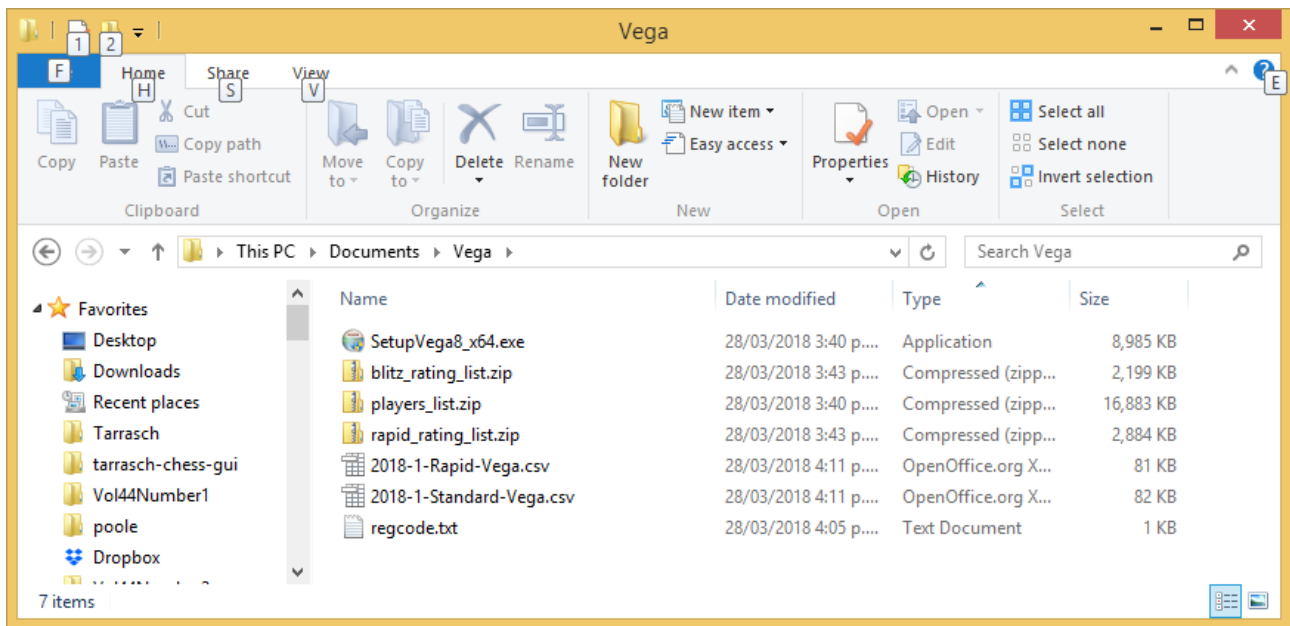 Vega
1
2
F
Home
H
Share
S
View
V
E
Copy
Paste
Cut
Copy path
Paste shortcut
Clipboard
Move to
Copy to
Delete
Rename
Organize
New folder
New item
Easy access
New
Properties
Open
Edit
History
Open
Select all
Select none
Invert selection
Select
This PC Documents Vega
Search Vega
Favorites
Desktop
Downloads
Recent places
Tarrasch
tarrasch-chess-gui
Vol44Number1
poole
Dropbox
Name Date modified Type Size
SetupVega8_x64.exe 28/03/2018 3:40 p.... Application 8,985 KB
blitz_rating_list.zip 28/03/2018 3:43 p.... Compressed (zipp... 2,199 KB
players_list.zip 28/03/2018 3:40 p.... Compressed (zipp... 16,883 KB
rapid_rating_list.zip 28/03/2018 3:43 p.... Compressed (zipp... 2,884 KB
2018-1-Rapid-Vega.csv 28/03/2018 4:11 p.... OpenOffice.org X... 81 KB
2018-1-Standard-Vega.csv 28/03/2018 4:11 p.... OpenOffice.org X... 82 KB
regcode.txt 28/03/2018 4:05 p.... Text Document 1 KB
7 items